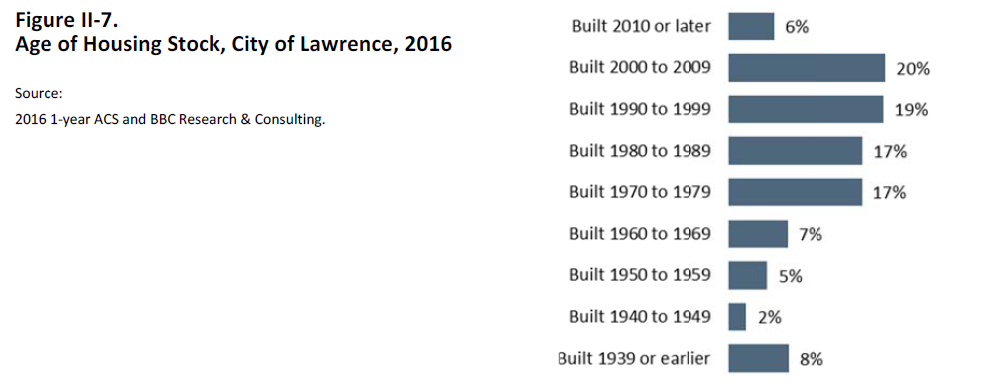 Figure II-7.
Age of Housing Stock, City of Lawrence, 2016
Source:
2016 1-year ACS and BBC Research & Consulting.
Built 2010 or later 6%
Built 2000 to 2009 20%
Built 1990 to 1999 19%
Built 1980 to 1989 17%
Built 1970 to 1979 17%
Built 1960 to 1969 7%
Built 1950 to 1959 5%
Built 1940 to 1949 2%
Built 1939 or earlier 8%